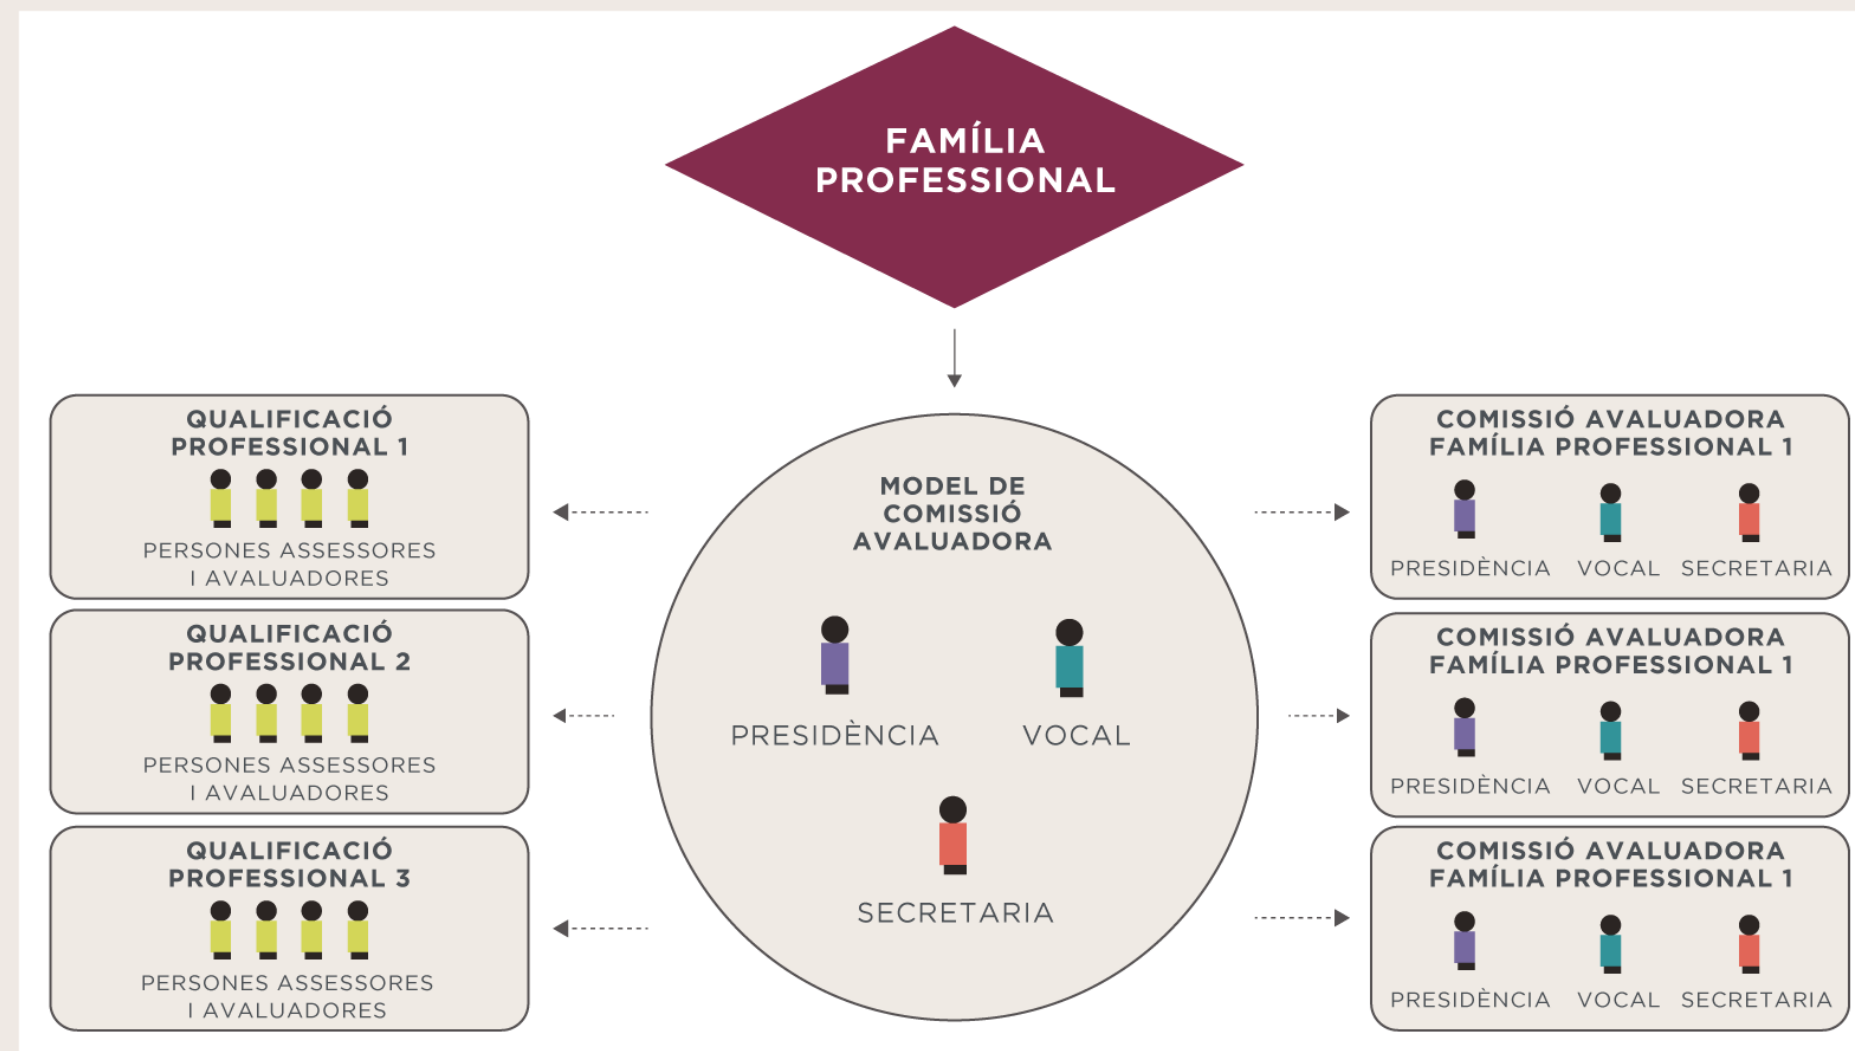 FAMÍLIA
PROFESSIONAL
QUALIFICACIÓ
PROFESSIONAL 1
PERSONES ASSESSORES
I AVALUADORES
QUALIFICACIÓ
PROFESSIONAL 2
PERSONES ASSESSORES
I AVALUADORES
QUALIFICACIÓ
PROFESSIONAL 3
PERSONES ASSESSORES
I AVALUADORES
MODEL DE
COMISSIÓ
AVALUADORA
PRESIDÈNCIA VOCAL
SECRETARIA
COMISSIÓ AVALUADORA
FAMÍLIA PROFESSIONAL 1
PRESIDÈNCIA VOCAL SECRETARIA
COMISSIÓ AVALUADORA
FAMÍLIA PROFESSIONAL 1
PRESIDÈNCIA VOCAL SECRETARIA
COMISSIÓ AVALUADORA
FAMÍLIA PROFESSIONAL 1
PRESIDÈNCIA VOCAL SECRETARIA